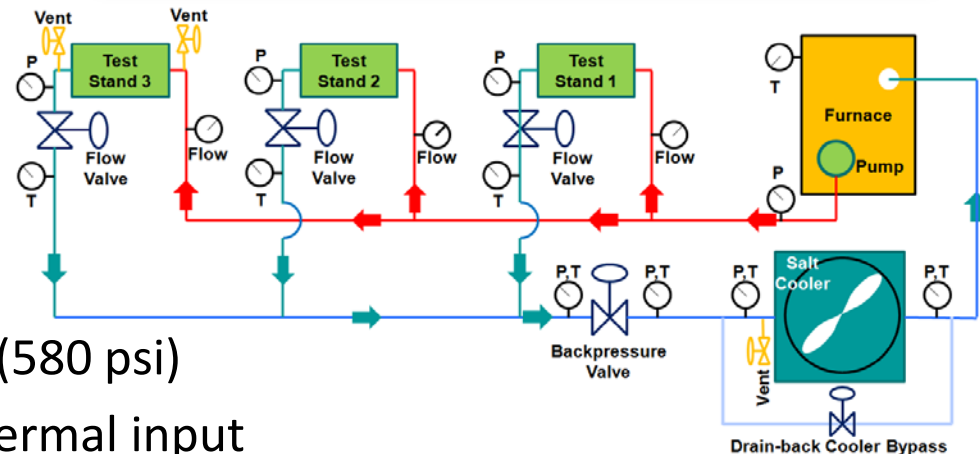 Vent
Vent
P
Test
Stand 3
P
Test
Stand 2
P
Test
Stand 1
T
Furnace
Pump
Flow
Valve
Flow
Flow
Valve
Flow
Flow
Valve
Flow
T
T
T
P
P,T
P,T
P,T
Salt
Cooler
P,T
Backpressure
Valve
Vent
Drain-back Cooler Bypass
(580 psi)
ermal input